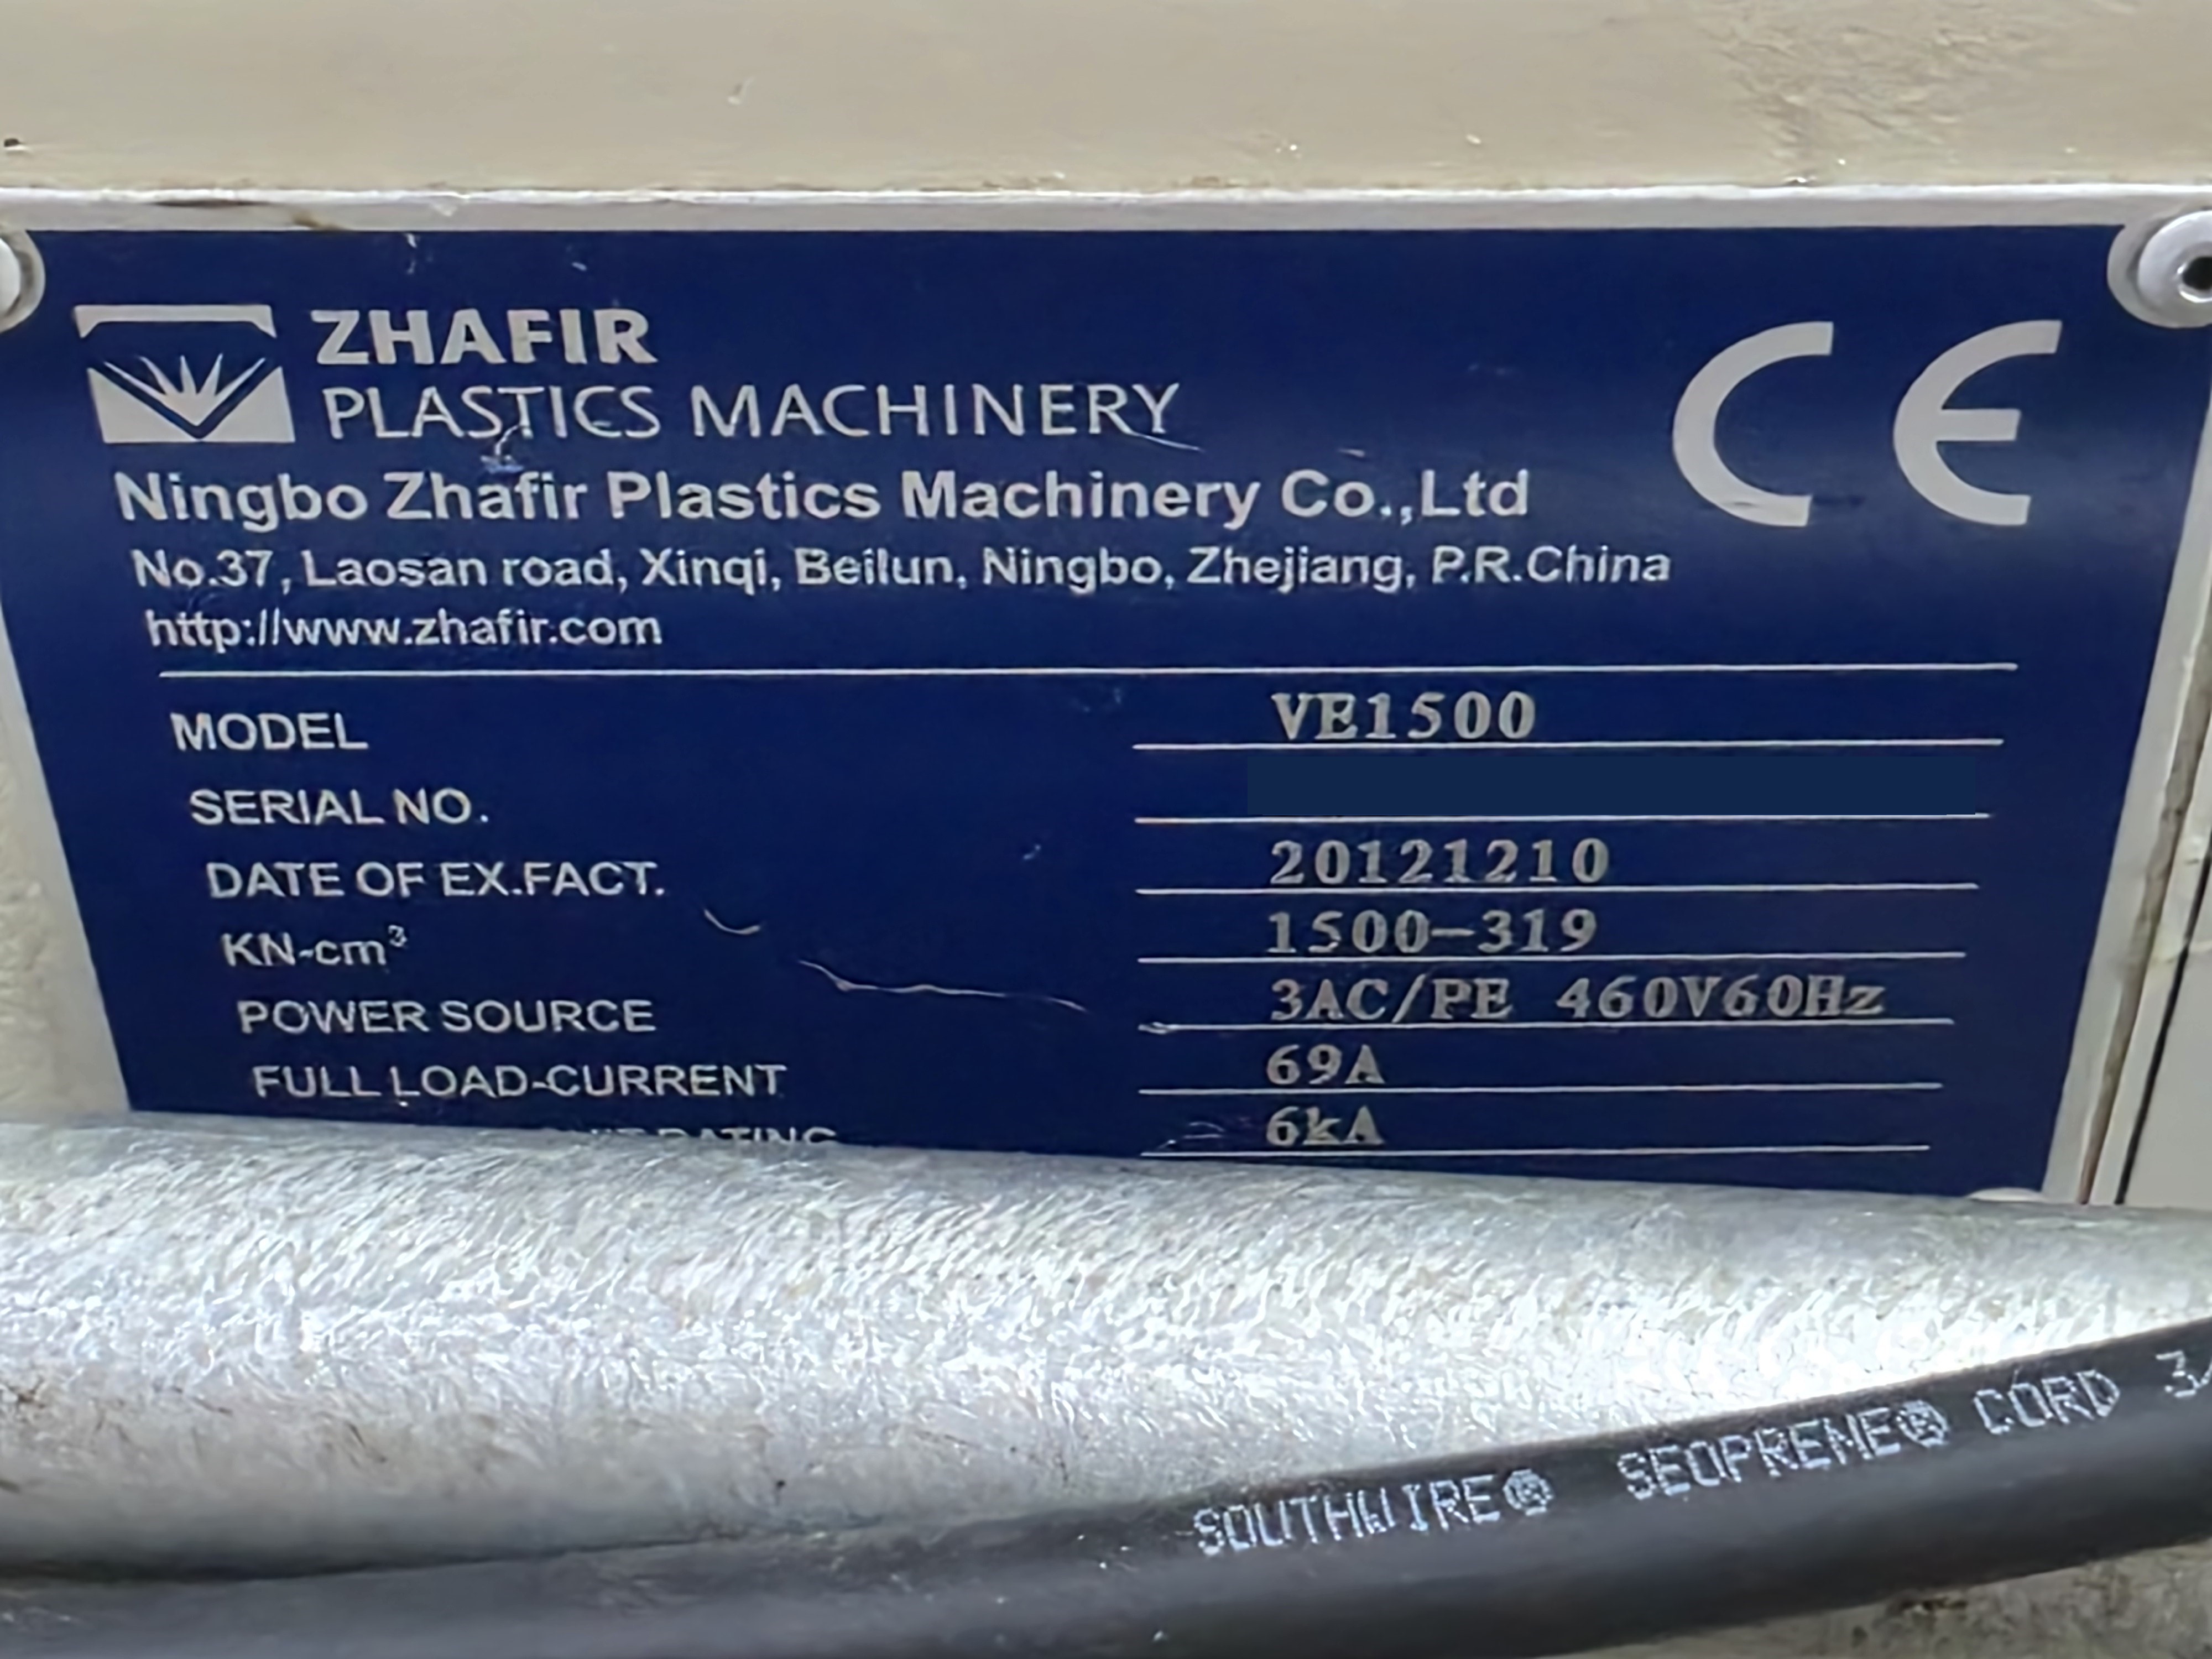 ZHAFIR
PLASTICS MACHINERY
CE
Ningbo Zhafir Plastics Machinery Co.,Ltd
No.37, Laosan road, Xinqi, Beilun, Ningbo, Zhejiang, P.R.China
http://www.zhafir.com
MODEL VE1500
SERIAL NO.
DATE OF EX.FACT. 20121210
KN-cm³ 1500-319
POWER SOURCE 3AC/PE 460V60Hz
FULL LOAD-CURRENT 69A
RATING 6kA
SOUTHWIRE® SEOPRENE® CORD